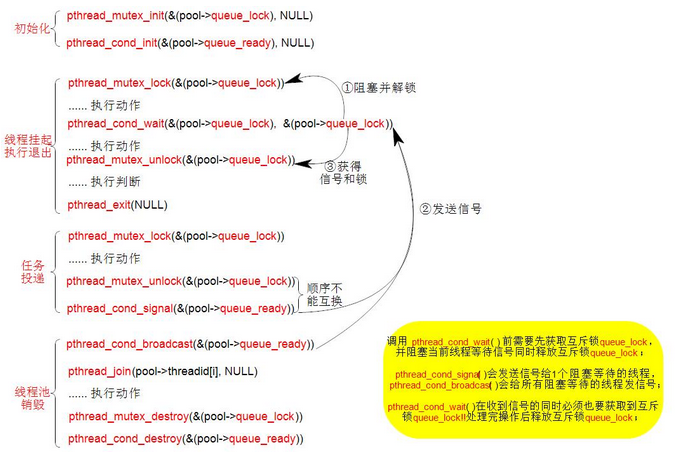 初始化
pthread_mutex_init(&(pool->queue_lock), NULL)
pthread_cond_init(&(pool->queue_ready), NULL)
线程挂起
执行退出
pthread_mutex_lock(&(pool->queue_lock))
...... 执行动作
pthread_cond_wait(&(pool->queue_lock), &(pool->queue_lock))
...... 执行动作
pthread_mutex_unlock(&(pool->queue_lock))
...... 执行判断
pthread_exit(NULL)
①阻塞并解锁
③获得
信号和锁
②发送信号
任务
投递
pthread_mutex_lock(&(pool->queue_lock))
...... 执行动作
pthread_mutex_unlock(&(pool->queue_lock))
pthread_cond_signal(&(pool->queue_ready))
顺序不
能互换
线程池
销毁
pthread_cond_broadcast(&(pool->queue_ready))
pthread_join(pool->threadid[i], NULL)
...... 执行动作
pthread_mutex_destroy(&(pool->queue_lock))
pthread_cond_destroy(&(pool->queue_ready))
调用 pthread_cond_wait( ) 前需要先获取互斥锁queue_lock，
并阻塞当前线程等待信号同时释放互斥锁queue_lock；
pthread_cond_signal( )会发送信号给1个阻塞等待的线程，
pthread_cond_broadcast( )会给所有阻塞等待的线程发信号；
pthread_cond_wait( )在收到信号的同时必须也要获取到互斥
锁queue_lock!!处理完操作后释放互斥锁queue_lock；